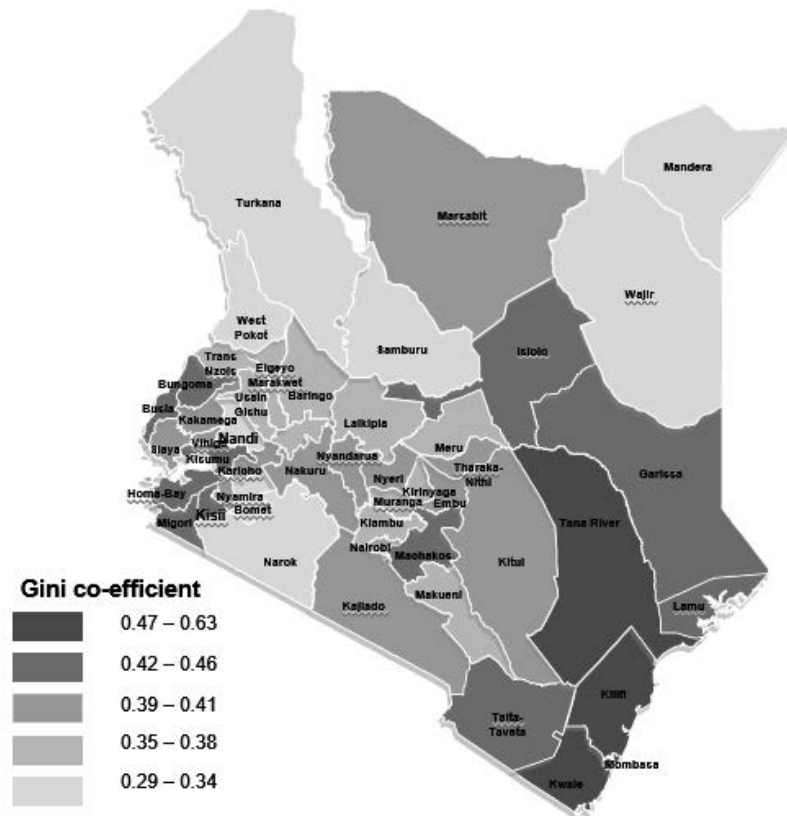 Mandera
Turkana
Marsabit
Wajir
West
Pokot
Samburu
Isiolo
Trans
Nzois
Elgeyo
Marakwet
Bungoma
Usain
Gishu
Baringo
Busia
Kakamega
Laikipia
Nandi
Vihiga
Siaya
Kisumu
Meru
Nyandarua
Tharaka-
Nithi
Kericho
Nakuru
Garissa
Nyeri
Homa-Bay
Nyamira
Kirinyaga
Muranga
Embu
Bomet
Kisii
Migori
Kiambu
Tana River
Nairobi
Maohakos
Narok
Kitui
Gini co-efficient
Makueni
Kajiado
Lamu
0.47 – 0.63
0.42 – 0.46
0.39 – 0.41
0.35 – 0.38
0.29 – 0.34
Kilifi
Taita-
Taveta
Mombasa
Kwale